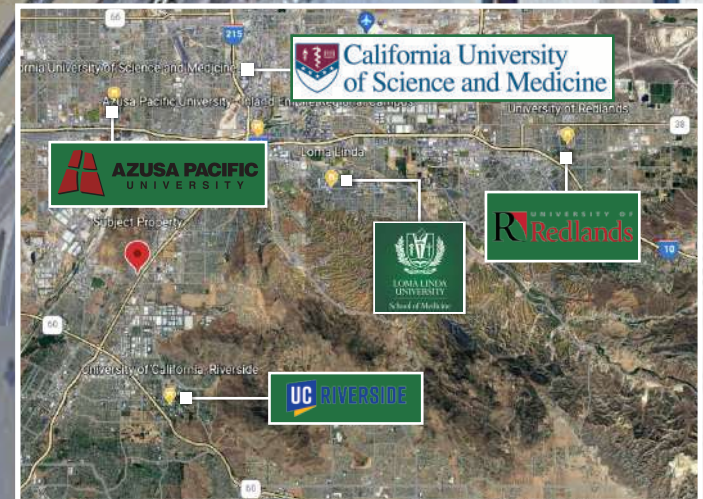 66
215
California University
of Science and Medicine
rnia University of Science and Medicine
Azusa Pacific University - Inland Empire Regional Campus
University of Redlands
38
AZUSA PACIFIC
UNIVERSITY
Loma Linda
UNIVERSITY OF
R Redlands
Subject Property
LOMA LINDA
UNIVERSITY
School of Medicine
10
60
University of California, Riverside
UC RIVERSIDE
60